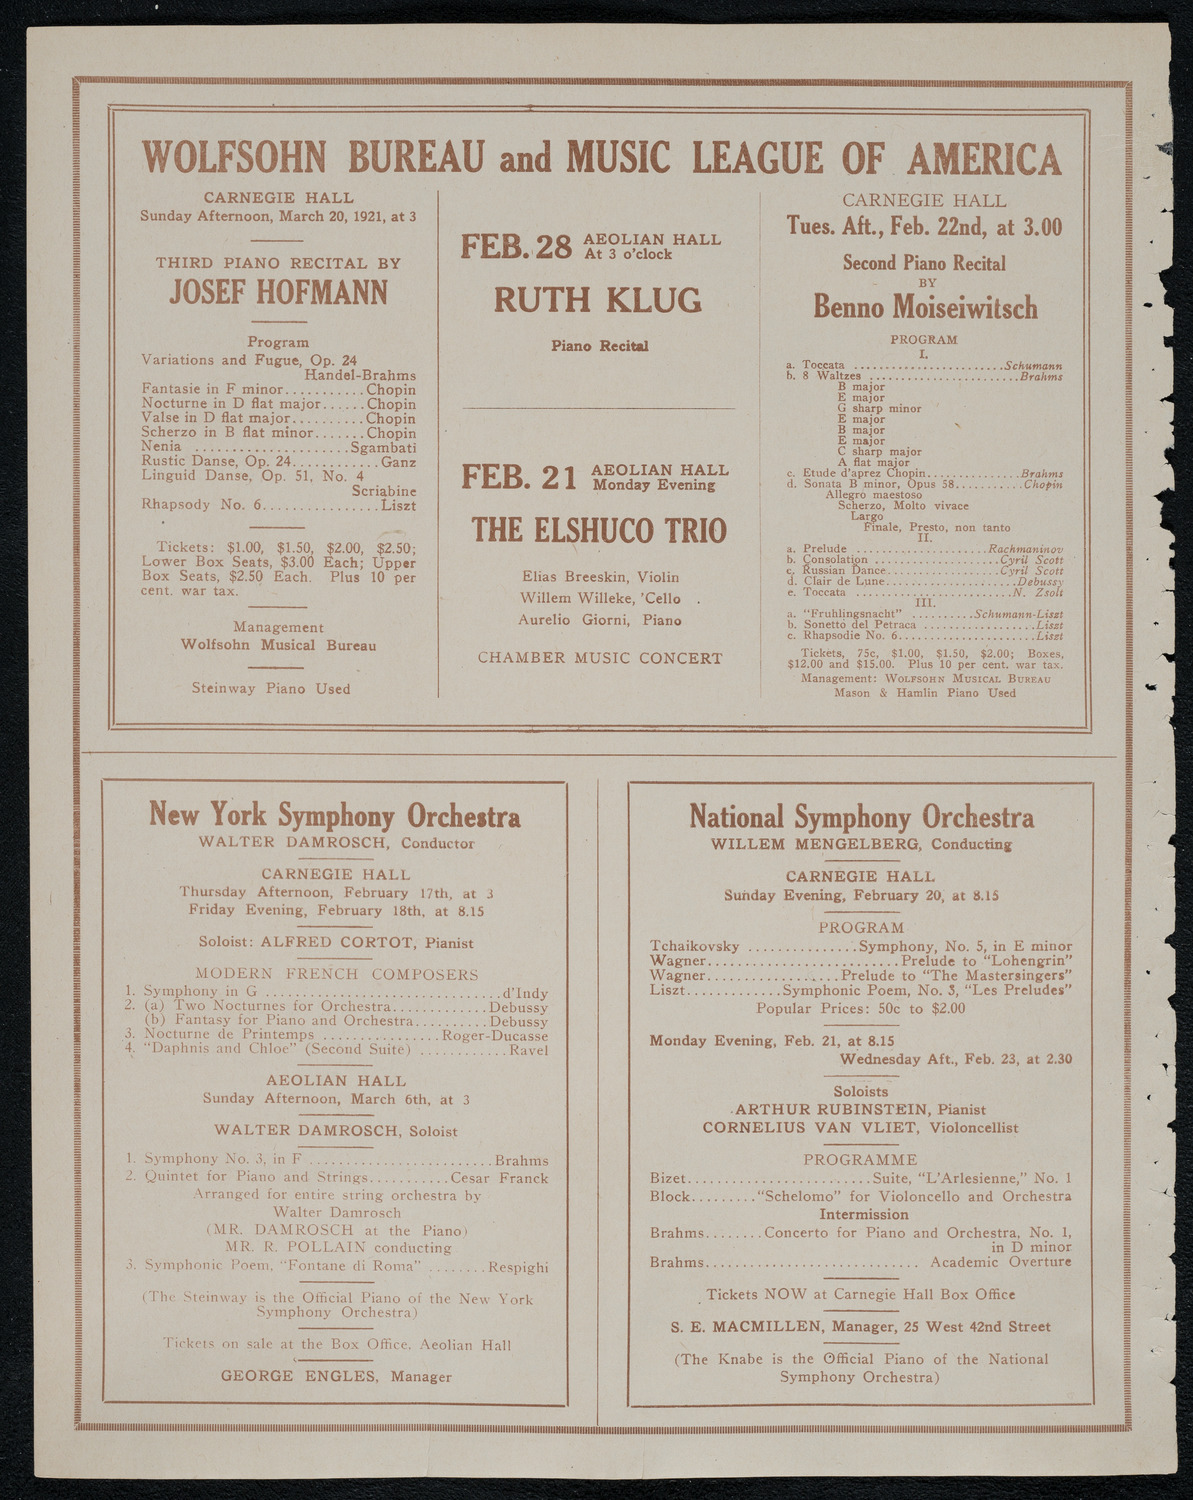 WOLFSOHN BUREAU and MUSIC LEAGUE OF AMERICA
CARNEGIE HALL
Sunday Afternoon, March 20, 1921, at 3
THIRD PIANO RECITAL BY
JOSEF HOFMANN
Program
Variations and Fugue, Op. 24
Handel-Brahms
Fantasie in F minor...........Chopin
Nocturne in D flat major......Chopin
Valse in D flat major..........Chopin
Scherzo in B flat minor.......Chopin
Nenia .....................Sgambati
Rustic Danse, Op. 24............Ganz
Linguid Danse, Op. 51, No. 4
Scriabine
Rhapsody No. 6................Liszt
Tickets: $1.00, $1.50, $2.00, $2.50;
Lower Box Seats, $3.00 Each; Upper
Box Seats, $2.50 Each. Plus 10 per
cent. war tax.
Management
Wolfsohn Musical Bureau
Steinway Piano Used
FEB. 28 AEOLIAN HALL
At 3 o'clock
RUTH KLUG
Piano Recital
FEB. 21 AEOLIAN HALL
Monday Evening
THE ELSHUCO TRIO
Elias Breeskin, Violin
Willem Willeke, 'Cello
Aurelio Giorni, Piano
CHAMBER MUSIC CONCERT
CARNEGIE HALL
Tues. Aft., Feb. 22nd, at 3.00
Second Piano Recital
BY
Benno Moiseiwitsch
PROGRAM
I.
a. Toccata ........................Schumann
b. 8 Waltzes ........................Brahms
B major
E major
G sharp minor
E major
B major
E major
C sharp major
A flat major
c. Etude d'aprez Chopin...............Brahms
d. Sonata B minor, Opus 58...........Chopin
Allegro maestoso
Scherzo, Molto vivace
Largo
Finale, Presto, non tanto
II.
a. Prelude .....................Rachmaninov
b. Consolation ....................Cyril Scott
c. Russian Dance..................Cyril Scott
d. Clair de Lune.....................Debussy
e. Toccata .........................N. Zsolt
III.
a. "Fruhlingsnacht" ..........Schumann-Liszt
b. Sonetto del Petraca ..................Liszt
c. Rhapsodie No. 6......................Liszt
Tickets, 75c, $1.00, $1.50, $2.00; Boxes,
$12.00 and $15.00. Plus 10 per cent. war tax.
Management: WOLFSOHN MUSICAL BUREAU
Mason & Hamlin Piano Used
New York Symphony Orchestra
WALTER DAMROSCH, Conductor
CARNEGIE HALL
Thursday Afternoon, February 17th, at 3
Friday Evening, February 18th, at 8.15
Soloist: ALFRED CORTOT, Pianist
MODERN FRENCH COMPOSERS
1. Symphony in G ...............................d'Indy
2. (a) Two Nocturnes for Orchestra.............Debussy
(b) Fantasy for Piano and Orchestra..........Debussy
3. Nocturne de Printemps ................Roger-Ducasse
4. "Daphnis and Chloe" (Second Suite) ............Ravel
AEOLIAN HALL
Sunday Afternoon, March 6th, at 3
WALTER DAMROSCH, Soloist
1. Symphony No. 3, in F ........................Brahms
2. Quintet for Piano and Strings...........Cesar Franck
Arranged for entire string orchestra by
Walter Damrosch
(MR. DAMROSCH at the Piano)
MR. R. POLLAIN conducting
3. Symphonic Poem, "Fontane di Roma" ........Respighi
(The Steinway is the Official Piano of the New York
Symphony Orchestra)
Tickets on sale at the Box Office, Aeolian Hall
GEORGE ENGLES, Manager
National Symphony Orchestra
WILLEM MENGELBERG, Conducting
CARNEGIE HALL
Sunday Evening, February 20, at 8.15
PROGRAM
Tchaikovsky ...............Symphony, No. 5, in E minor
Wagner..........................Prelude to "Lohengrin"
Wagner..................Prelude to "The Mastersingers"
Liszt.............Symphonic Poem, No. 3, "Les Preludes"
Popular Prices: 50c to $2.00
Monday Evening, Feb. 21, at 8.15
Wednesday Aft., Feb. 23, at 2.30
Soloists
ARTHUR RUBINSTEIN, Pianist
CORNELIUS VAN VLIET, Violoncellist
PROGRAMME
Bizet.........................Suite, "L'Arlesienne," No. 1
Block........."Schelomo" for Violoncello and Orchestra
Intermission
Brahms........Concerto for Piano and Orchestra, No. 1,
in D minor
Brahms............................ Academic Overture
Tickets NOW at Carnegie Hall Box Office
S. E. MACMILLEN, Manager, 25 West 42nd Street
(The Knabe is the Official Piano of the National
Symphony Orchestra)